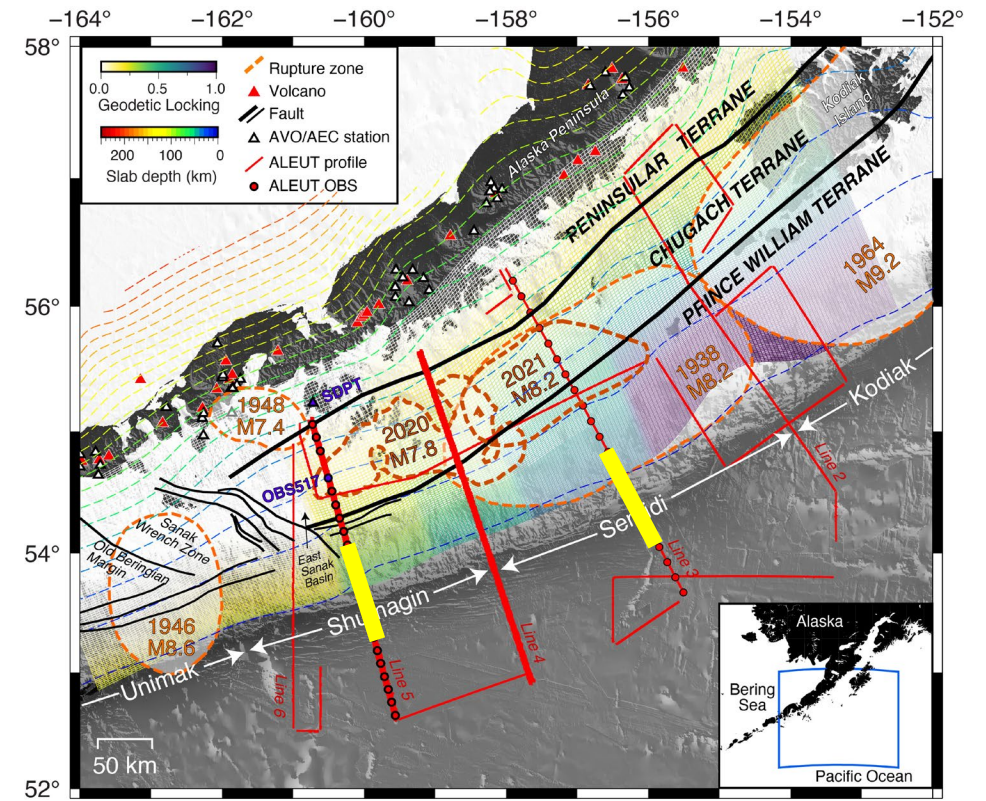 −164° −162° −160° −158° −156° −154° −152°
58°
56°
54°
52°
0.0 0.5 1.0
Geodetic Locking
200 100 0
Slab depth (km)
Rupture zone
Volcano
Fault
AVO/AEC station
ALEUT profile
ALEUT OBS
Alaska Peninsula
Kodiak
Island
PENINSULAR TERRANE
CHUGACH TERRANE
PRINCE WILLIAM TERRANE
1964
M9.2
1938
M8.2
2021
M8.2
2020
M7.8
1948
M7.4
1946
M8.6
SDPT
OBS517
Sanak
Wrench Zone
Old Beringian
Margin
East
Sanak
Basin
Kodiak
Shumagin
Unimak
Line 2
Line 3
Line 4
Line 5
Line 6
50 km
Alaska
Bering
Sea
Pacific Ocean